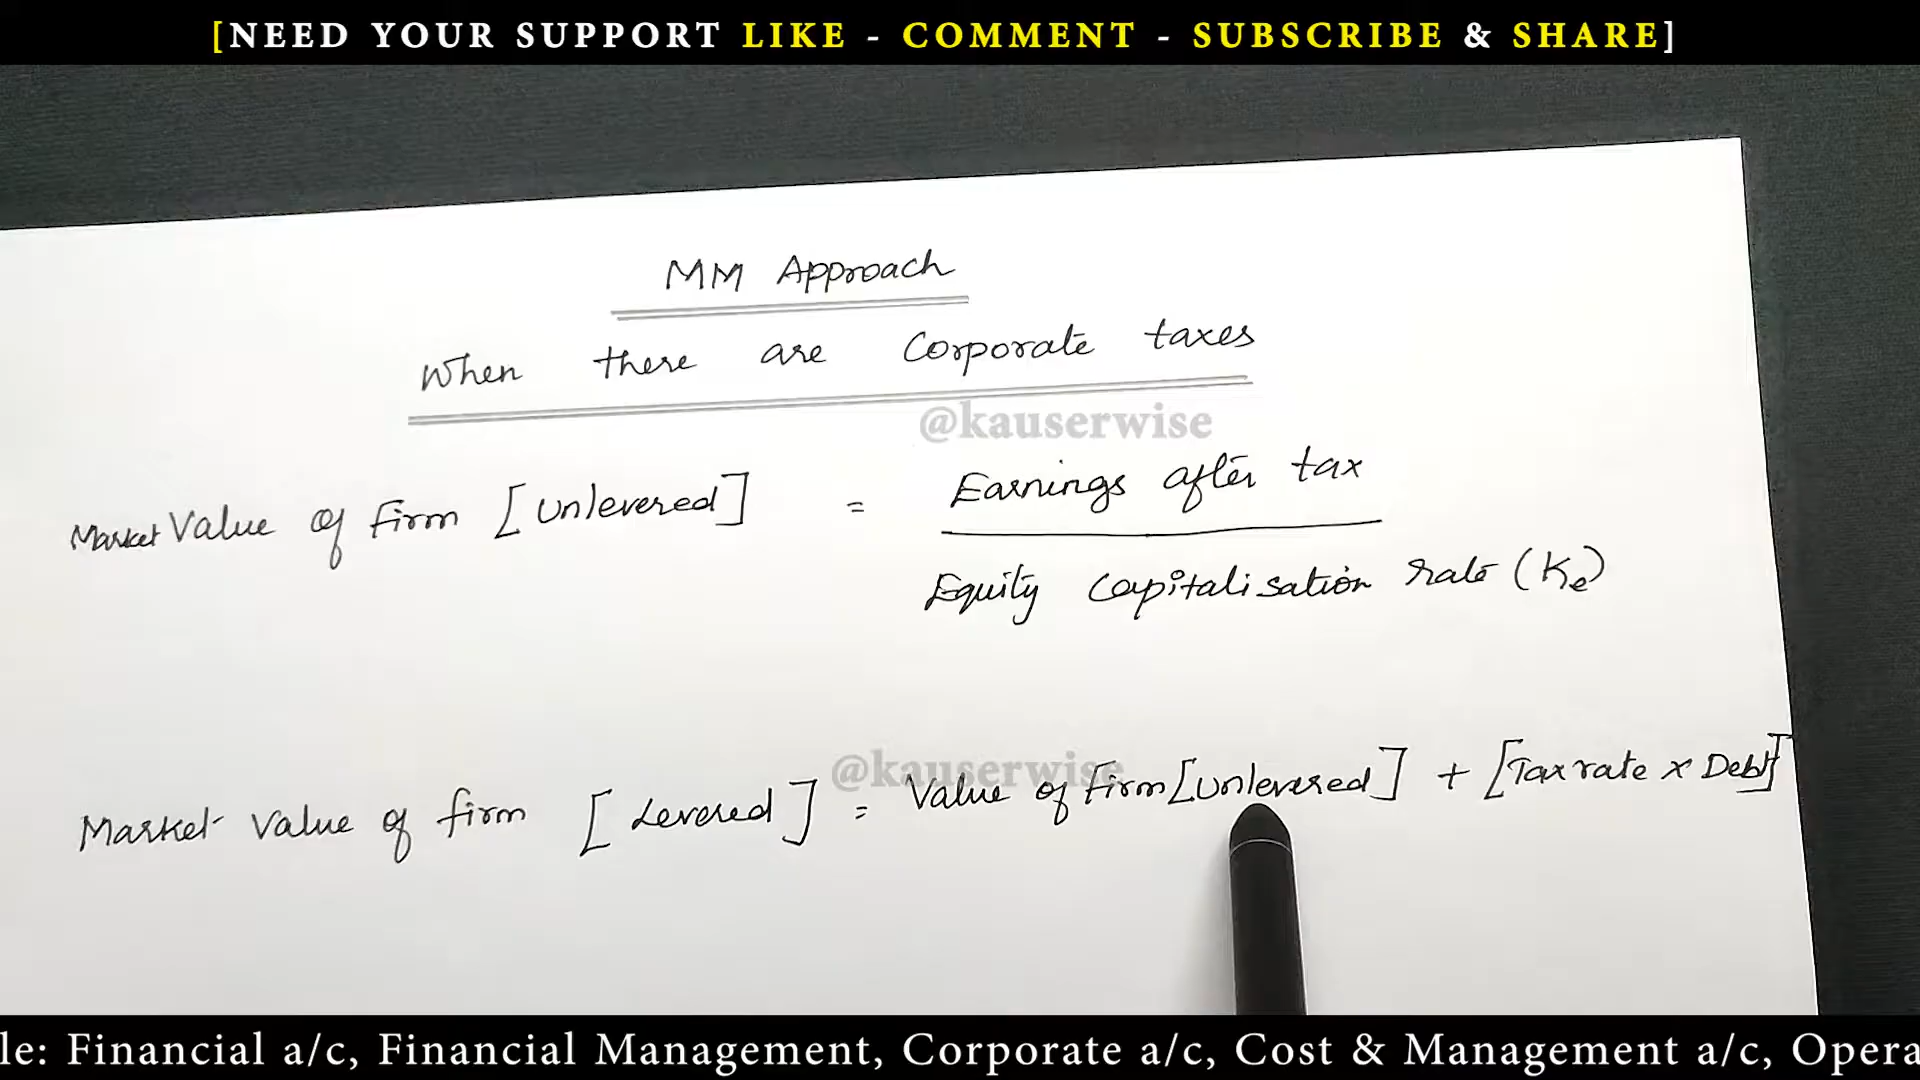 [NEED YOUR SUPPORT LIKE - COMMENT - SUBSCRIBE & SHARE]
MM Approach
When there are Corporate taxes
@kauserwise
Market Value of firm [Unlevered] = Earnings after tax
Equity Capitalisation rate (Ke)
@kauserwise
Market Value of firm [Levered] = Value of Firm [Unlevered] + [Tax rate x Debt]
le: Financial a/c, Financial Management, Corporate a/c, Cost & Management a/c, Opera